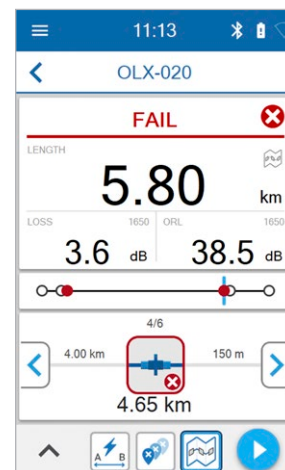 11:13
OLX-020
FAIL
LENGTH
5.80 km
LOSS 1650 ORL 1650
3.6 dB 38.5 dB
4/6
4.00 km 150 m
4.65 km
A B